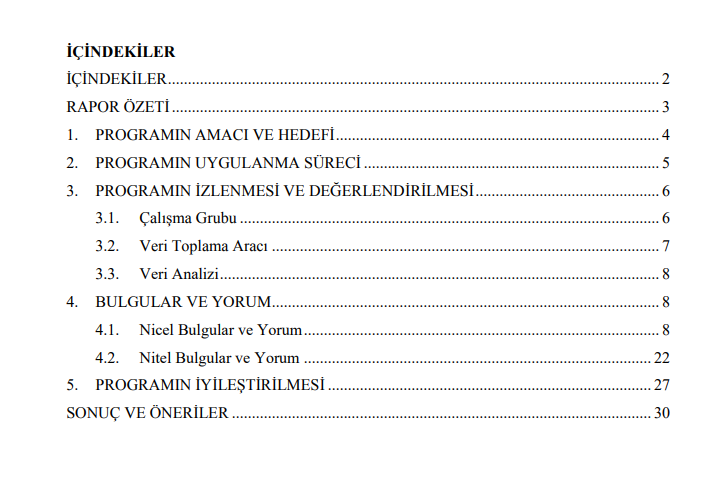 İÇİNDEKİLER
İÇİNDEKİLER 2
RAPOR ÖZETİ 3
1. PROGRAMIN AMACI VE HEDEFİ 4
2. PROGRAMIN UYGULANMA SÜRECİ 5
3. PROGRAMIN İZLENMESİ VE DEĞERLENDİRİLMESİ 6
3.1. Çalışma Grubu 6
3.2. Veri Toplama Aracı 7
3.3. Veri Analizi 8
4. BULGULAR VE YORUM 8
4.1. Nicel Bulgular ve Yorum 8
4.2. Nitel Bulgular ve Yorum 22
5. PROGRAMIN İYİLEŞTİRİLMESİ 27
SONUÇ VE ÖNERİLER 30